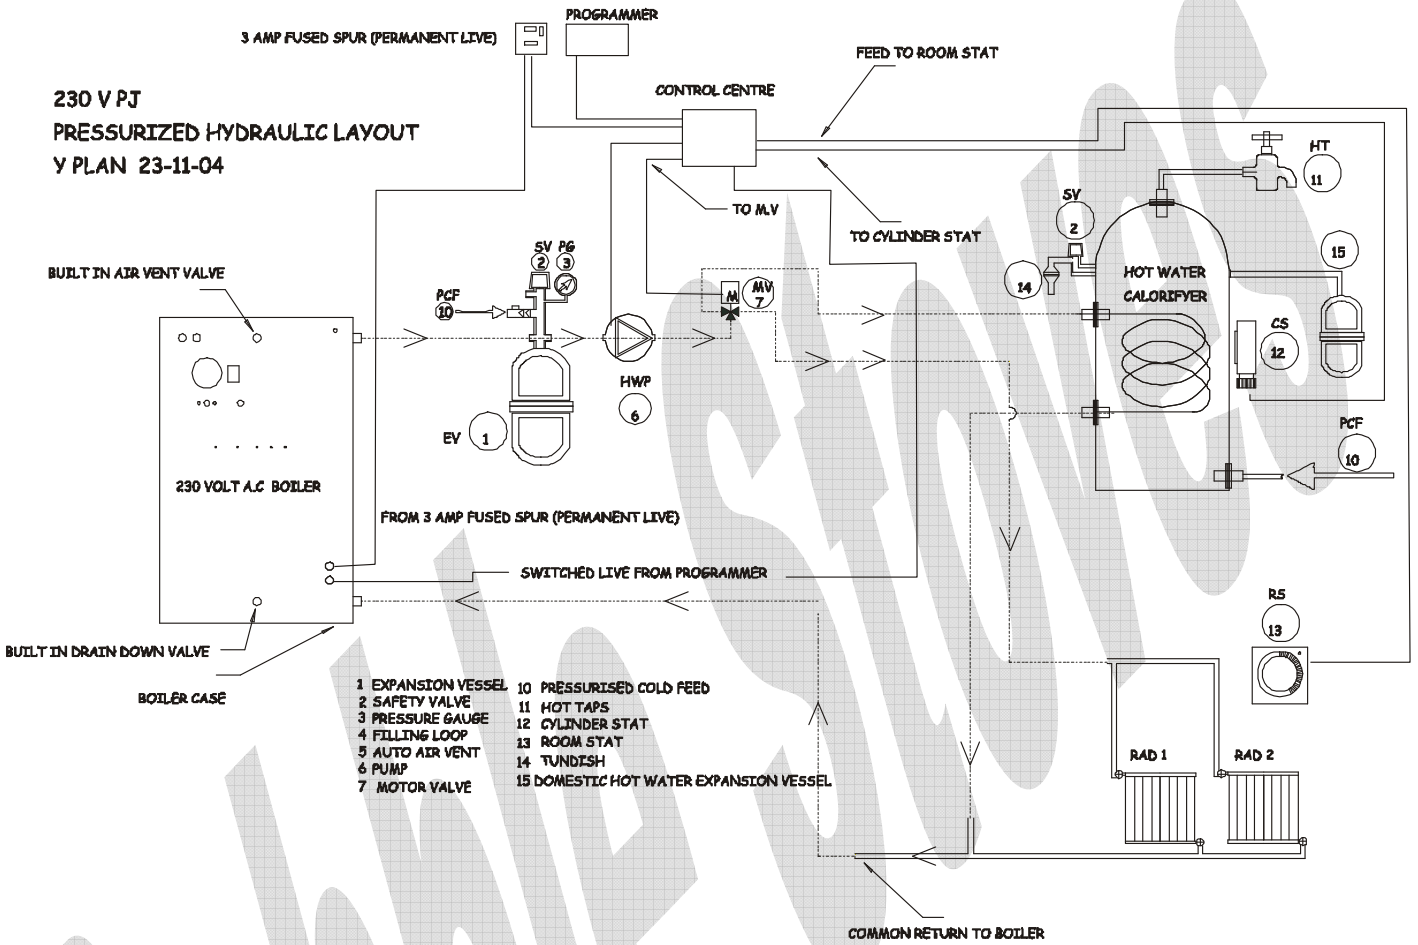 PROGRAMMER
3 AMP FUSED SPUR (PERMANENT LIVE)
FEED TO ROOM STAT
230 V PJ
PRESSURIZED HYDRAULIC LAYOUT
Y PLAN 23-11-04
CONTROL CENTRE
HT
11
TO M.V
SV
2
TO CYLINDER STAT
SV PG
2 3
15
BUILT IN AIR VENT VALVE
HOT WATER
CALORIFYER
14
PCF
10
M
MV
7
CS
12
HWP
6
EV
1
PCF
10
230 VOLT A.C BOILER
FROM 3 AMP FUSED SPUR (PERMANENT LIVE)
SWITCHED LIVE FROM PROGRAMMER
RS
13
BUILT IN DRAIN DOWN VALVE
BOILER CASE
1 EXPANSION VESSEL
2 SAFETY VALVE
3 PRESSURE GAUGE
4 FILLING LOOP
5 AUTO AIR VENT
6 PUMP
7 MOTOR VALVE
10 PRESSURISED COLD FEED
11 HOT TAPS
12 CYLINDER STAT
13 ROOM STAT
14 TUNDISH
15 DOMESTIC HOT WATER EXPANSION VESSEL
RAD 1
RAD 2
COMMON RETURN TO BOILER
Stoves